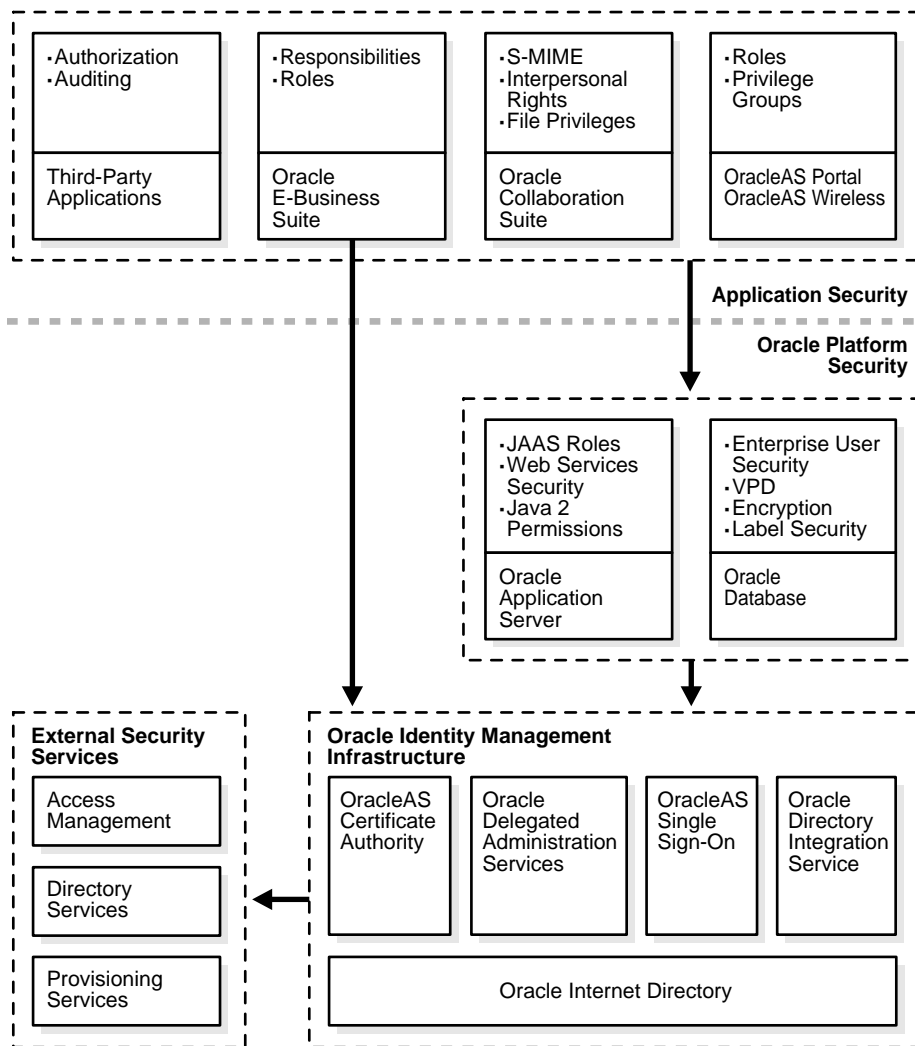 ·Authorization
·Auditing
Third-Party
Applications
·Responsibilities
·Roles
Oracle
E-Business
Suite
·S-MIME
·Interpersonal
Rights
·File Privileges
Oracle
Collaboration
Suite
·Roles
·Privilege
Groups
OracleAS Portal
OracleAS Wireless
Application Security
Oracle Platform
Security
·JAAS Roles
·Web Services
Security
·Java 2
Permissions
Oracle
Application
Server
·Enterprise User
Security
·VPD
·Encryption
·Label Security
Oracle
Database
External Security
Services
Access
Management
Directory
Services
Provisioning
Services
Oracle Identity Management
Infrastructure
OracleAS
Certificate
Authority
Oracle
Delegated
Administration
Services
OracleAS
Single
Sign-On
Oracle
Directory
Integration
Service
Oracle Internet Directory